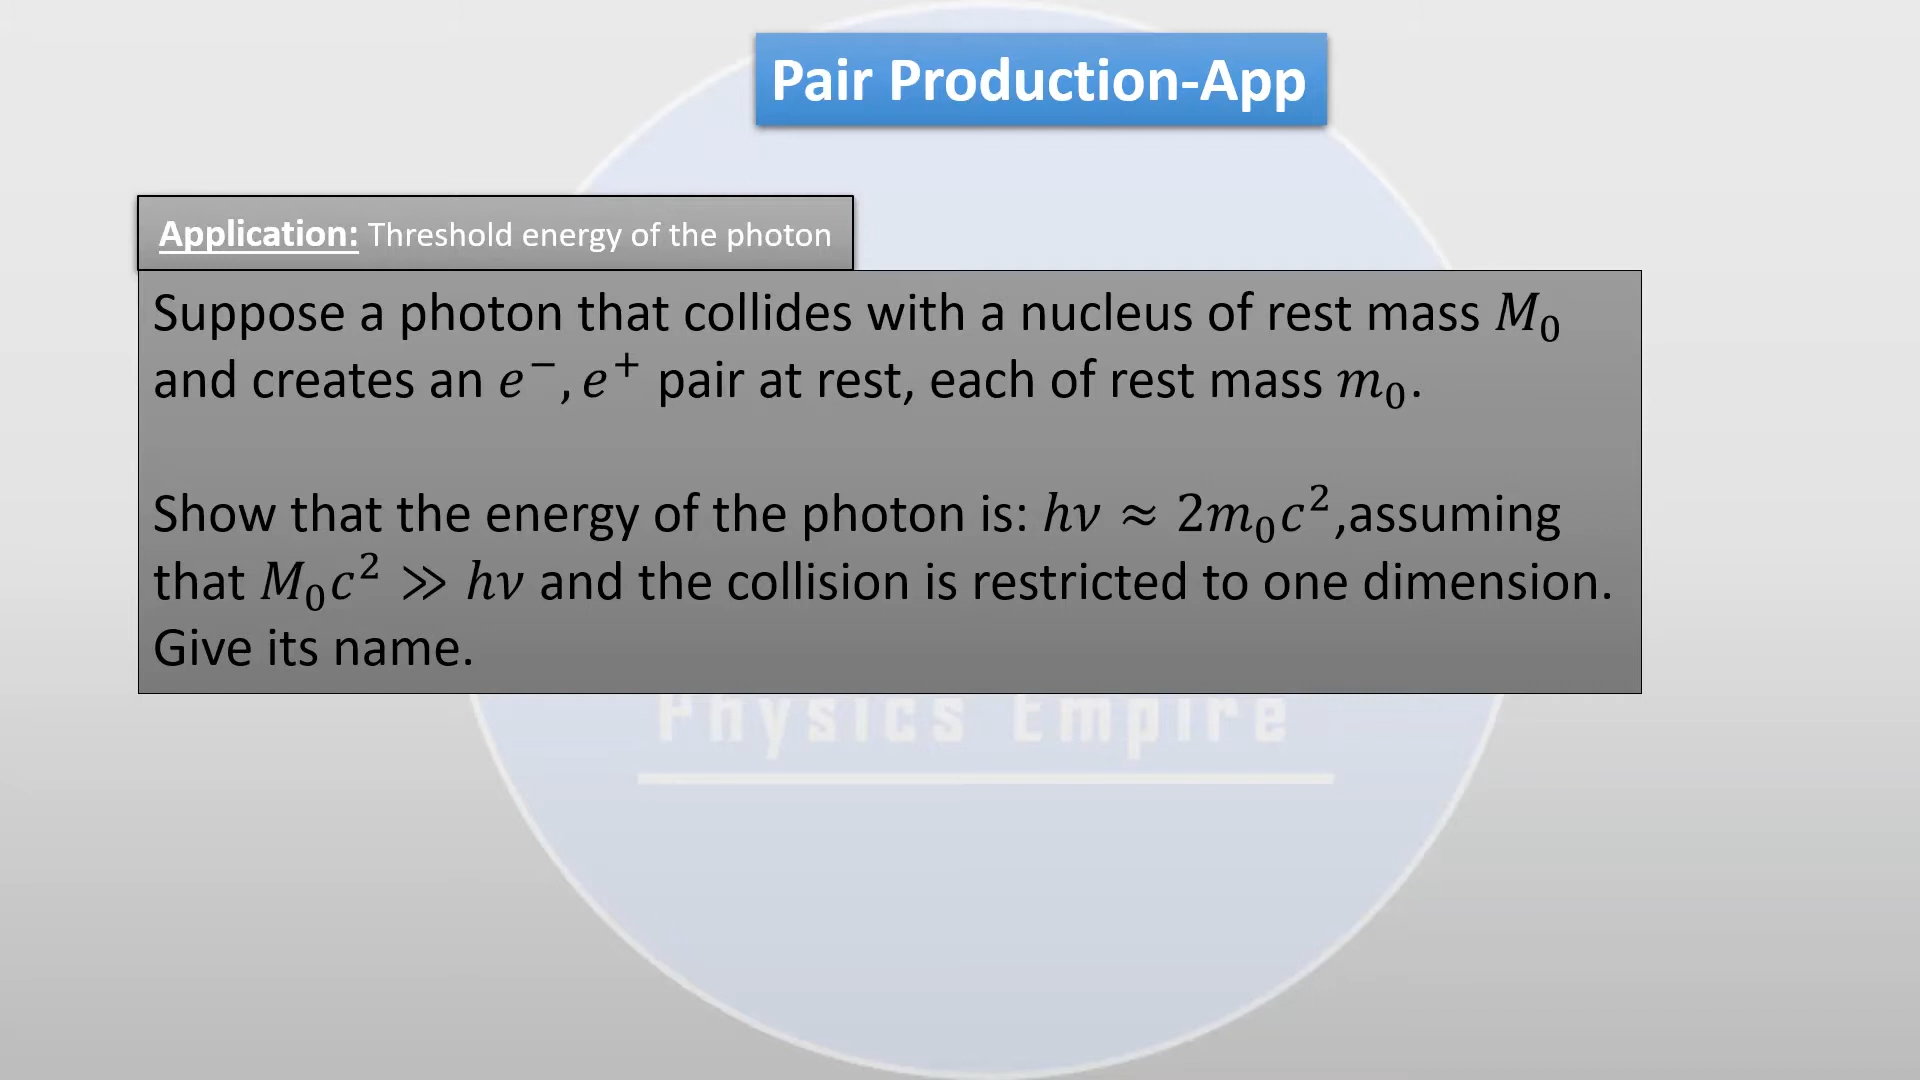 Pair Production-App
Application: Threshold energy of the photon
Suppose a photon that collides with a nucleus of rest mass 𝑀₀
and creates an 𝑒⁻, 𝑒⁺ pair at rest, each of rest mass 𝑚₀.
Show that the energy of the photon is: ℎ𝜈 ≈ 2𝑚₀𝑐²,assuming
that 𝑀₀𝑐² ≫ ℎ𝜈 and the collision is restricted to one dimension.
Give its name.
Physics Empire